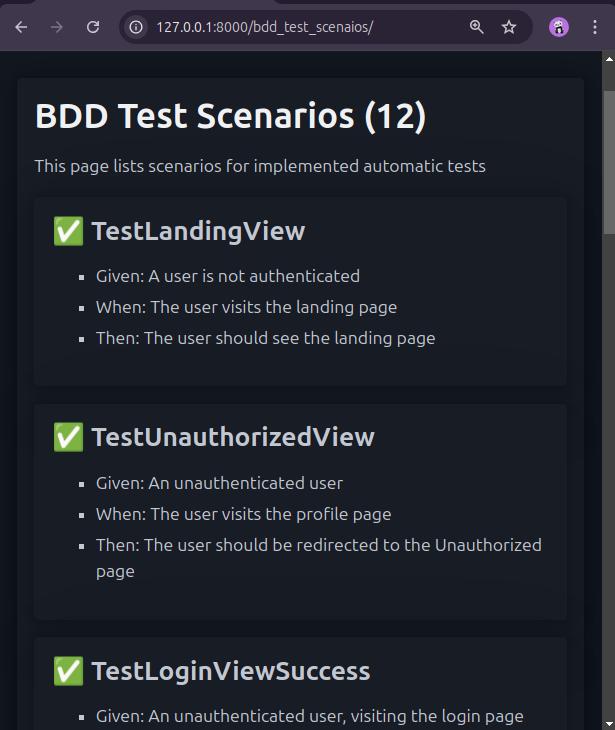 127.0.0.1:8000/bdd_test_scenaios/
BDD Test Scenarios (12)
This page lists scenarios for implemented automatic tests
✅ TestLandingView
▪ Given: A user is not authenticated
▪ When: The user visits the landing page
▪ Then: The user should see the landing page
✅ TestUnauthorizedView
▪ Given: An unauthenticated user
▪ When: The user visits the profile page
▪ Then: The user should be redirected to the Unauthorized
page
✅ TestLoginViewSuccess
▪ Given: An unauthenticated user, visiting the login page